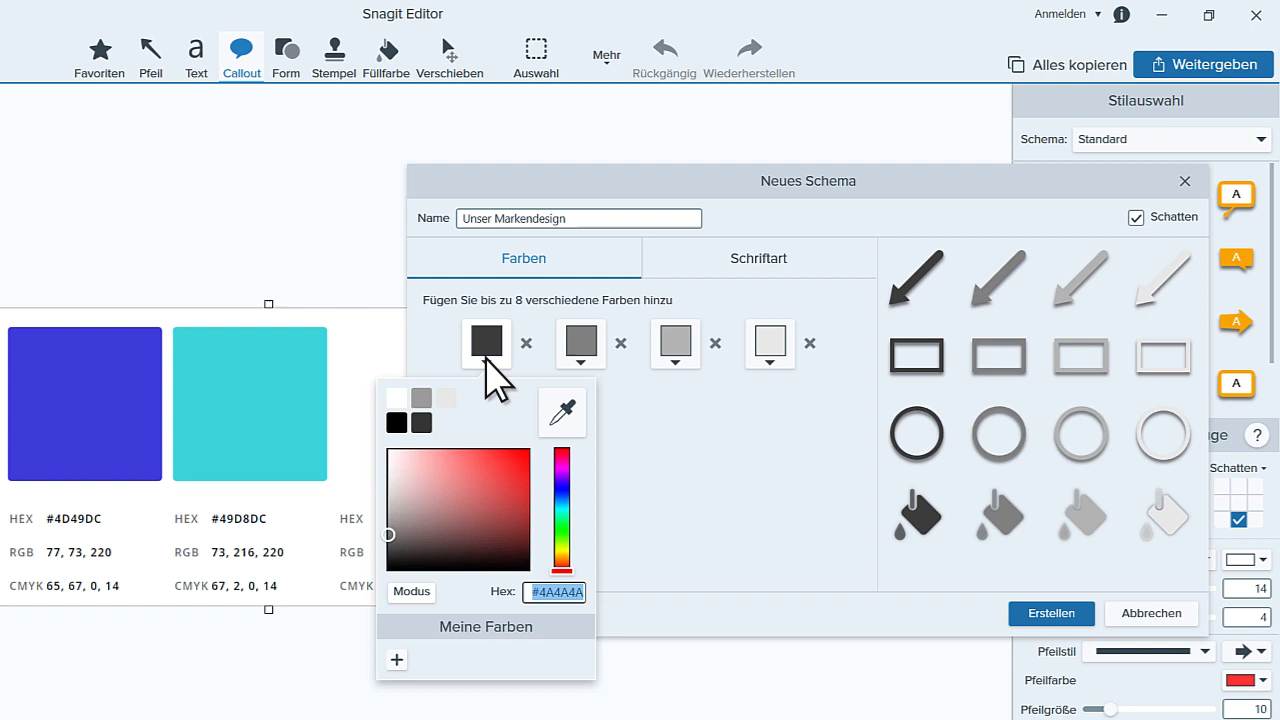 Snagit Editor
Anmelden
Favoriten Pfeil Text Callout Form Stempel Füllfarbe Verschieben Auswahl Mehr Rückgängig Wiederherstellen
Alles kopieren Weitergeben
Stilauswahl
Schema: Standard
Neues Schema
Name Unser Markendesign
Schatten
Farben Schriftart
Fügen Sie bis zu 8 verschiedene Farben hinzu
A
A
A
A
HEX #4D49DC HEX #49D8DC HEX
RGB 77, 73, 220 RGB 73, 216, 220 RGB
CMYK 65, 67, 0, 14 CMYK 67, 2, 0, 14 CMYK
Modus Hex: #4A4A4A
Meine Farben
+
Erstellen Abbrechen
ge ?
Schatten
14
4
Pfeilstil
Pfeilfarbe
Pfeilgröße 10